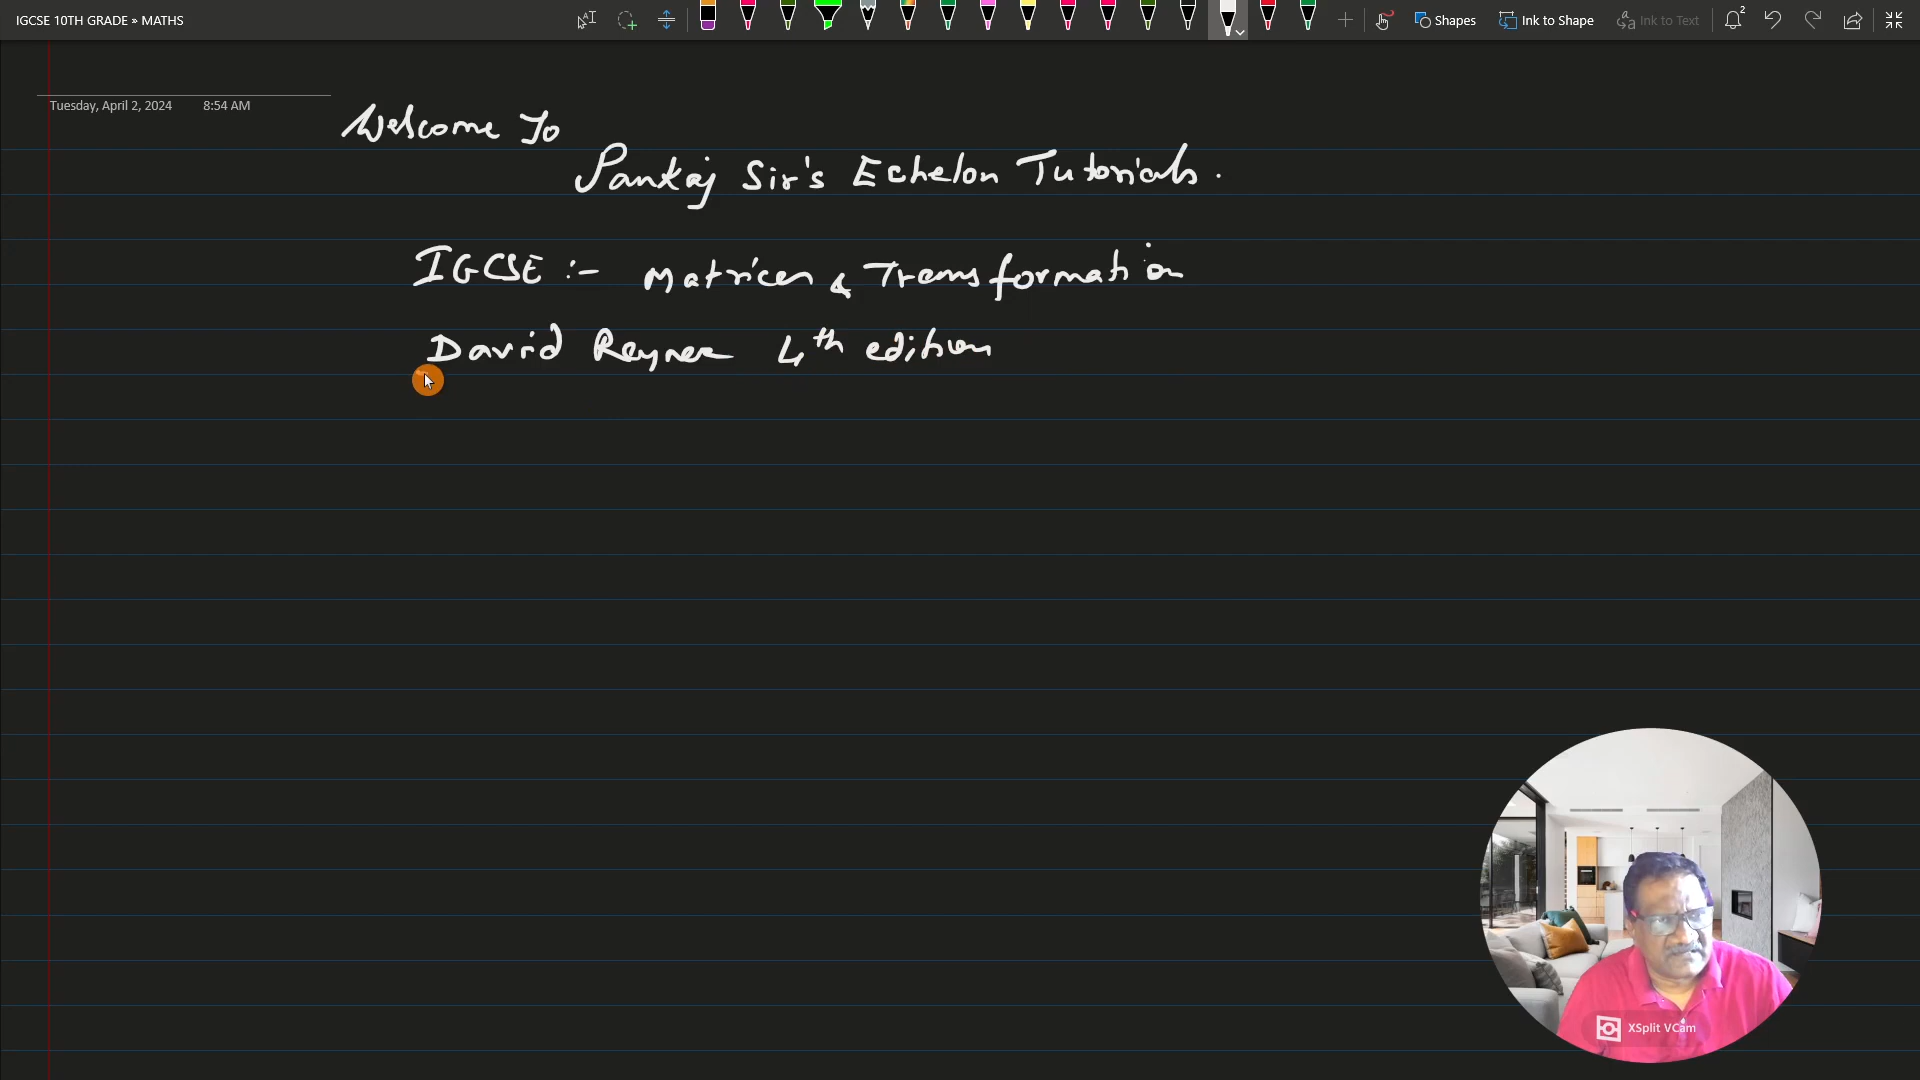 IGCSE 10TH GRADE » MATHS
Shapes
Ink to Shape
Ink to Text
2
Tuesday, April 2, 2024 8:54 AM
Welcome To
Pankaj Sir's Echelon Tutorials.
IGCSE :- Matrices & Transformation
David Rayner 4th edition
XSplit VCam